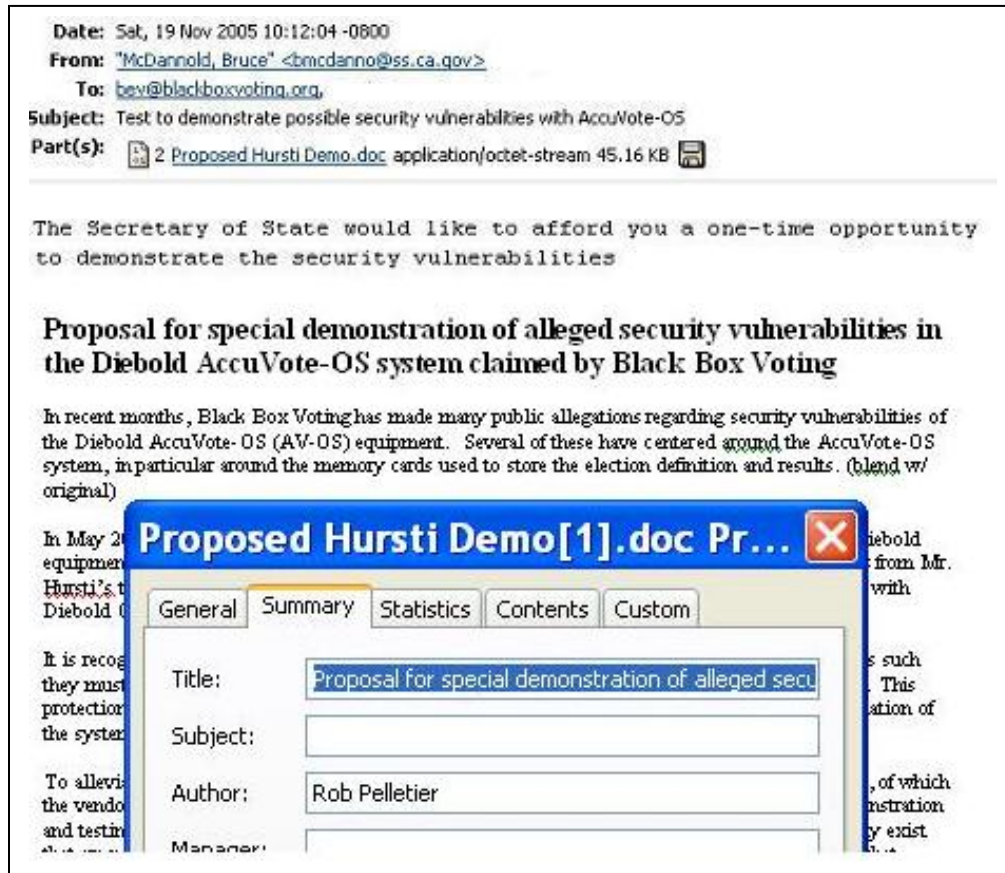 Date: Sat, 19 Nov 2005 10:12:04 -0800
From: "McDannold, Bruce" <bmcdanno@ss.ca.gov>
To: bev@blackboxvoting.org,
Subject: Test to demonstrate possible security vulnerabilities with AccuVote-OS
Part(s): 2 Proposed Hursti Demo.doc application/octet-stream 45.16 KB
The Secretary of State would like to afford you a one-time opportunity
to demonstrate the security vulnerabilities
Proposal for special demonstration of alleged security vulnerabilities in
the Diebold AccuVote-OS system claimed by Black Box Voting
In recent months, Black Box Voting has made many public allegations regarding security vulnerabilities of
the Diebold AccuVote-OS (AV-OS) equipment. Several of these have centered around the AccuVote-OS
system, in particular around the memory cards used to store the election definition and results. (blend w/
original)
In May 2
iebold
equipmen
from Mr.
Hursti's t
with
Diebold
It is recog
s such
they must
. This
protection
ation of
the system
To allevia
, of which
the vendo
nstration
and testin
y exist
Proposed Hursti Demo[1].doc Pr...
General Summary Statistics Contents Custom
Title: Proposal for special demonstration of alleged secu
Subject:
Author: Rob Pelletier
Manager: